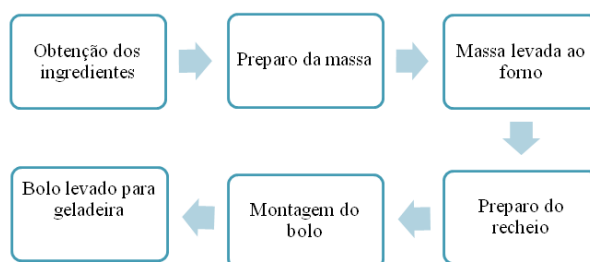 Obtenção dos
ingredientes
Preparo da massa
Massa levada ao
forno
Preparo do
recheio
Montagem do
bolo
Bolo levado para
geladeira